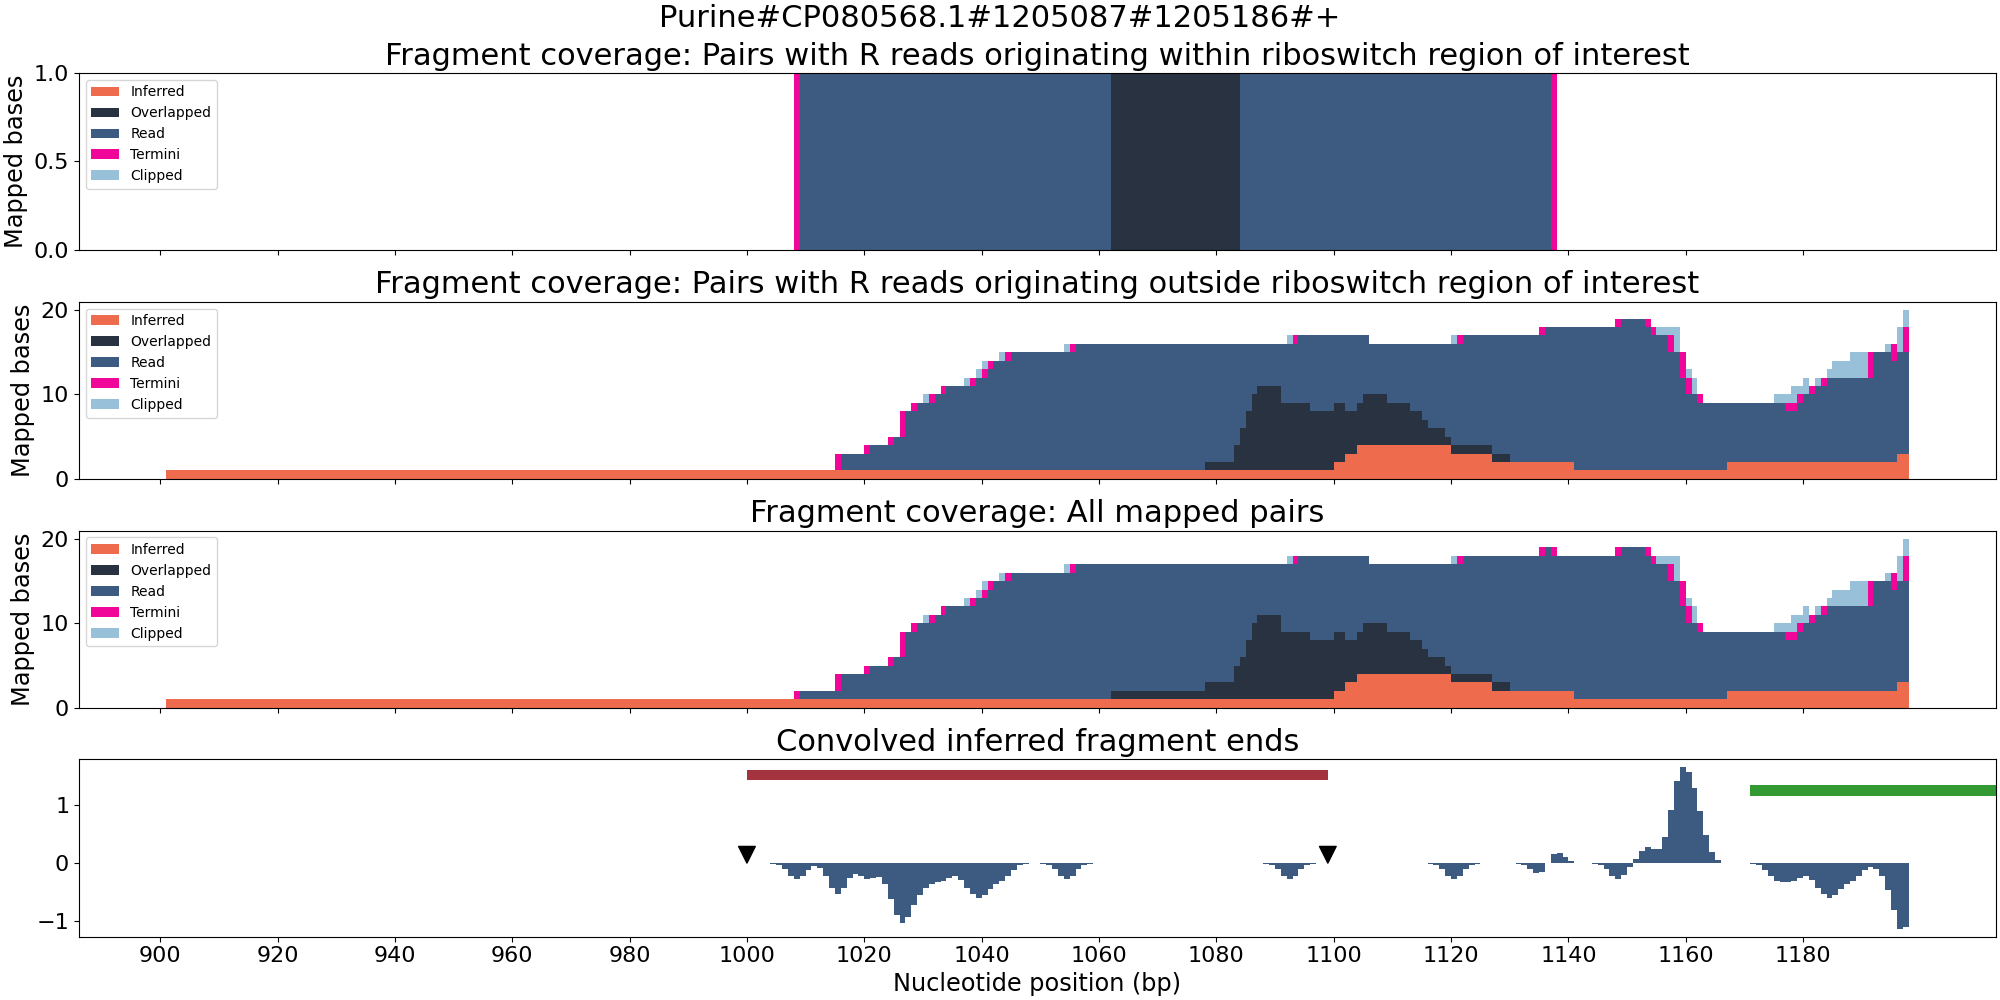 Purine#CP080568.1#1205087#1205186#+
Fragment coverage: Pairs with R reads originating within riboswitch region of interest
Mapped bases
1.0
0.5
0.0
Inferred
Overlapped
Read
Termini
Clipped
Fragment coverage: Pairs with R reads originating outside riboswitch region of interest
Mapped bases
20
10
0
Inferred
Overlapped
Read
Termini
Clipped
Fragment coverage: All mapped pairs
Mapped bases
20
10
0
Inferred
Overlapped
Read
Termini
Clipped
Convolved inferred fragment ends
1
0
−1
900 920 940 960 980 1000 1020 1040 1060 1080 1100 1120 1140 1160 1180
Nucleotide position (bp)